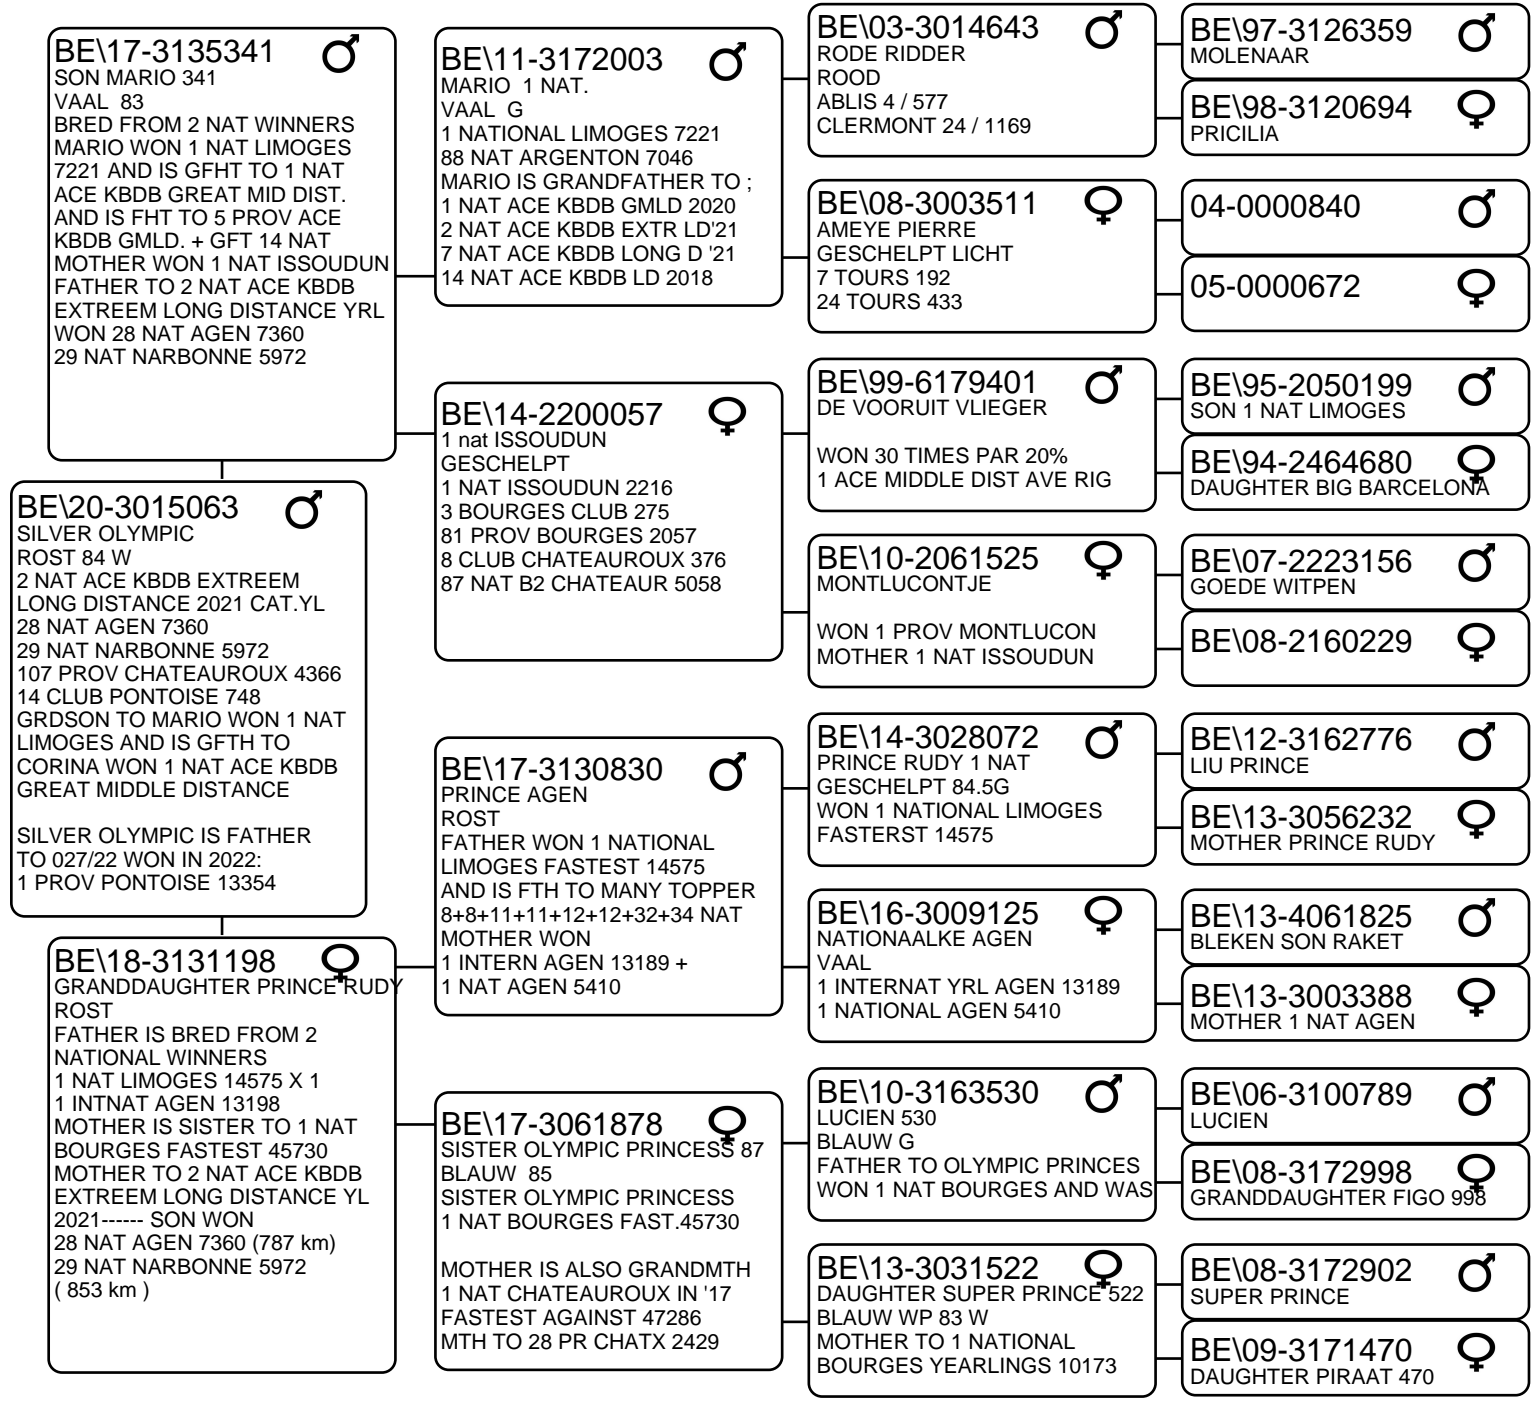 BE\20-3015063
SILVER OLYMPIC
ROST 84 W
2 NAT ACE KBDB EXTREEM
LONG DISTANCE 2021 CAT.YL
28 NAT AGEN 7360
29 NAT NARBONNE 5972
107 PROV CHATEAUROUX 4366
14 CLUB PONTOISE 748
GRDSON TO MARIO WON 1 NAT
LIMOGES AND IS GFTH TO
CORINA WON 1 NAT ACE KBDB
GREAT MIDDLE DISTANCE
SILVER OLYMPIC IS FATHER
TO 027/22 WON IN 2022:
1 PROV PONTOISE 13354
BE\17-3135341
SON MARIO 341
VAAL 83
BRED FROM 2 NAT WINNERS
MARIO WON 1 NAT LIMOGES
7221 AND IS GFHT TO 1 NAT
ACE KBDB GREAT MID DIST.
AND IS FHT TO 5 PROV ACE
KBDB GMLD. + GFT 14 NAT
MOTHER WON 1 NAT ISSOUDUN
FATHER TO 2 NAT ACE KBDB
EXTREEM LONG DISTANCE YRL
WON 28 NAT AGEN 7360
29 NAT NARBONNE 5972
BE\18-3131198
GRANDDAUGHTER PRINCE RUDY
ROST
FATHER IS BRED FROM 2
NATIONAL WINNERS
1 NAT LIMOGES 14575 X 1
1 INTNAT AGEN 13198
MOTHER IS SISTER TO 1 NAT
BOURGES FASTEST 45730
MOTHER TO 2 NAT ACE KBDB
EXTREEM LONG DISTANCE YL
2021------ SON WON
28 NAT AGEN 7360 (787 km)
29 NAT NARBONNE 5972
( 853 km )
BE\11-3172003
MARIO 1 NAT.
VAAL G
1 NATIONAL LIMOGES 7221
88 NAT ARGENTON 7046
MARIO IS GRANDFATHER TO ;
1 NAT ACE KBDB GMLD 2020
2 NAT ACE KBDB EXTR LD'21
7 NAT ACE KBDB LONG D '21
14 NAT ACE KBDB LD 2018
BE\14-2200057
1 nat ISSOUDUN
GESCHELPT
1 NAT ISSOUDUN 2216
3 BOURGES CLUB 275
81 PROV BOURGES 2057
8 CLUB CHATEAUROUX 376
87 NAT B2 CHATEAUR 5058
BE\17-3130830
PRINCE AGEN
ROST
FATHER WON 1 NATIONAL
LIMOGES FASTEST 14575
AND IS FTH TO MANY TOPPER
8+8+11+11+12+12+32+34 NAT
MOTHER WON
1 INTERN AGEN 13189 +
1 NAT AGEN 5410
BE\17-3061878
SISTER OLYMPIC PRINCESS 87
BLAUW 85
SISTER OLYMPIC PRINCESS
1 NAT BOURGES FAST.45730
MOTHER IS ALSO GRANDMTH
1 NAT CHATEAUROUX IN '17
FASTEST AGAINST 47286
MTH TO 28 PR CHATX 2429
BE\03-3014643
RODE RIDDER
ROOD
ABLIS 4 / 577
CLERMONT 24 / 1169
BE\08-3003511
AMEYE PIERRE
GESCHELPT LICHT
7 TOURS 192
24 TOURS 433
BE\99-6179401
DE VOORUIT VLIEGER
WON 30 TIMES PAR 20%
1 ACE MIDDLE DIST AVE RIG
BE\10-2061525
MONTLUCONTJE
WON 1 PROV MONTLUCON
MOTHER 1 NAT ISSOUDUN
BE\14-3028072
PRINCE RUDY 1 NAT
GESCHELPT 84.5G
WON 1 NATIONAL LIMOGES
FASTERST 14575
BE\16-3009125
NATIONAALKE AGEN
VAAL
1 INTERNAT YRL AGEN 13189
1 NATIONAL AGEN 5410
BE\10-3163530
LUCIEN 530
BLAUW G
FATHER TO OLYMPIC PRINCES
WON 1 NAT BOURGES AND WAS
BE\13-3031522
DAUGHTER SUPER PRINCE 522
BLAUW WP 83 W
MOTHER TO 1 NATIONAL
BOURGES YEARLINGS 10173
BE\97-3126359
MOLENAAR
BE\98-3120694
PRICILIA
04-0000840
05-0000672
BE\95-2050199
SON 1 NAT LIMOGES
BE\94-2464680
DAUGHTER BIG BARCELONA
BE\07-2223156
GOEDE WITPEN
BE\08-2160229
BE\12-3162776
LIU PRINCE
BE\13-3056232
MOTHER PRINCE RUDY
BE\13-4061825
BLEKEN SON RAKET
BE\13-3003388
MOTHER 1 NAT AGEN
BE\06-3100789
LUCIEN
BE\08-3172998
GRANDDAUGHTER FIGO 998
BE\08-3172902
SUPER PRINCE
BE\09-3171470
DAUGHTER PIRAAT 470